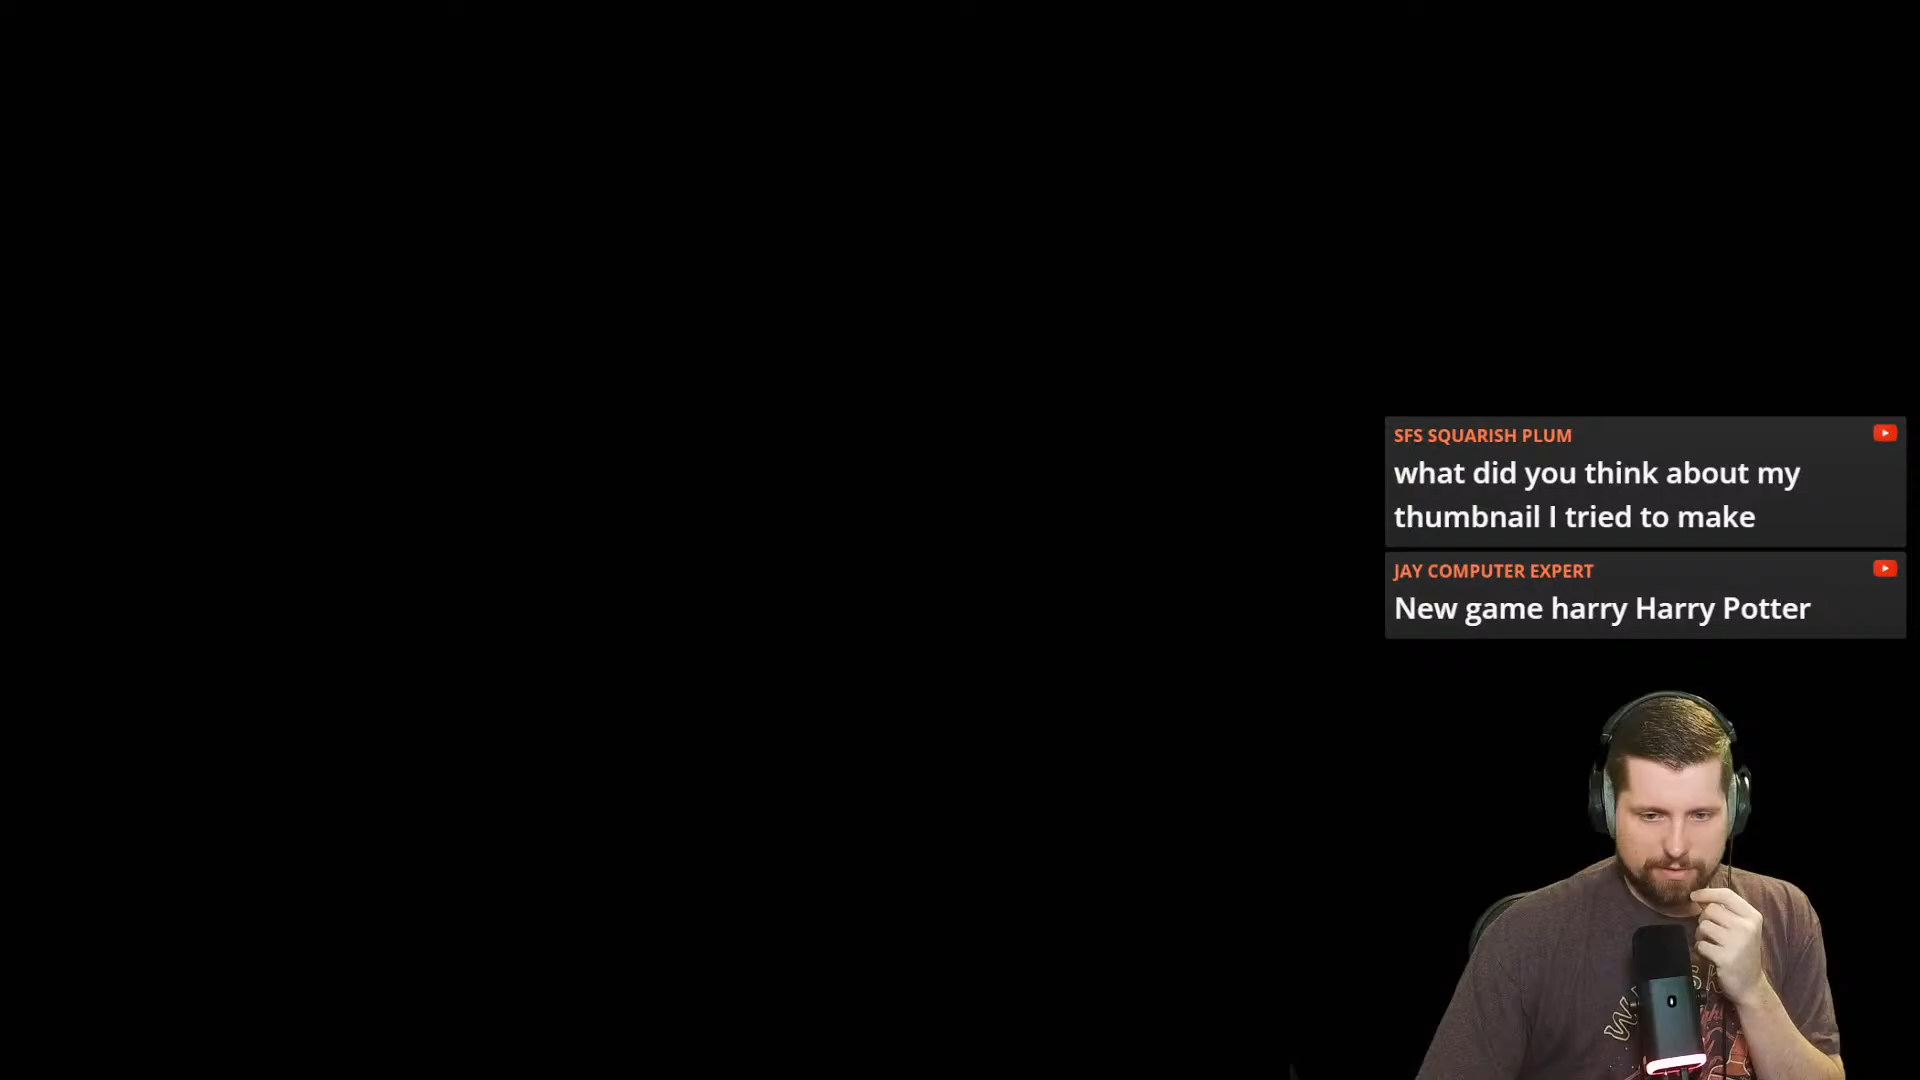 SFS SQUARISH PLUM
what did you think about my
thumbnail I tried to make
JAY COMPUTER EXPERT
New game harry Harry Potter